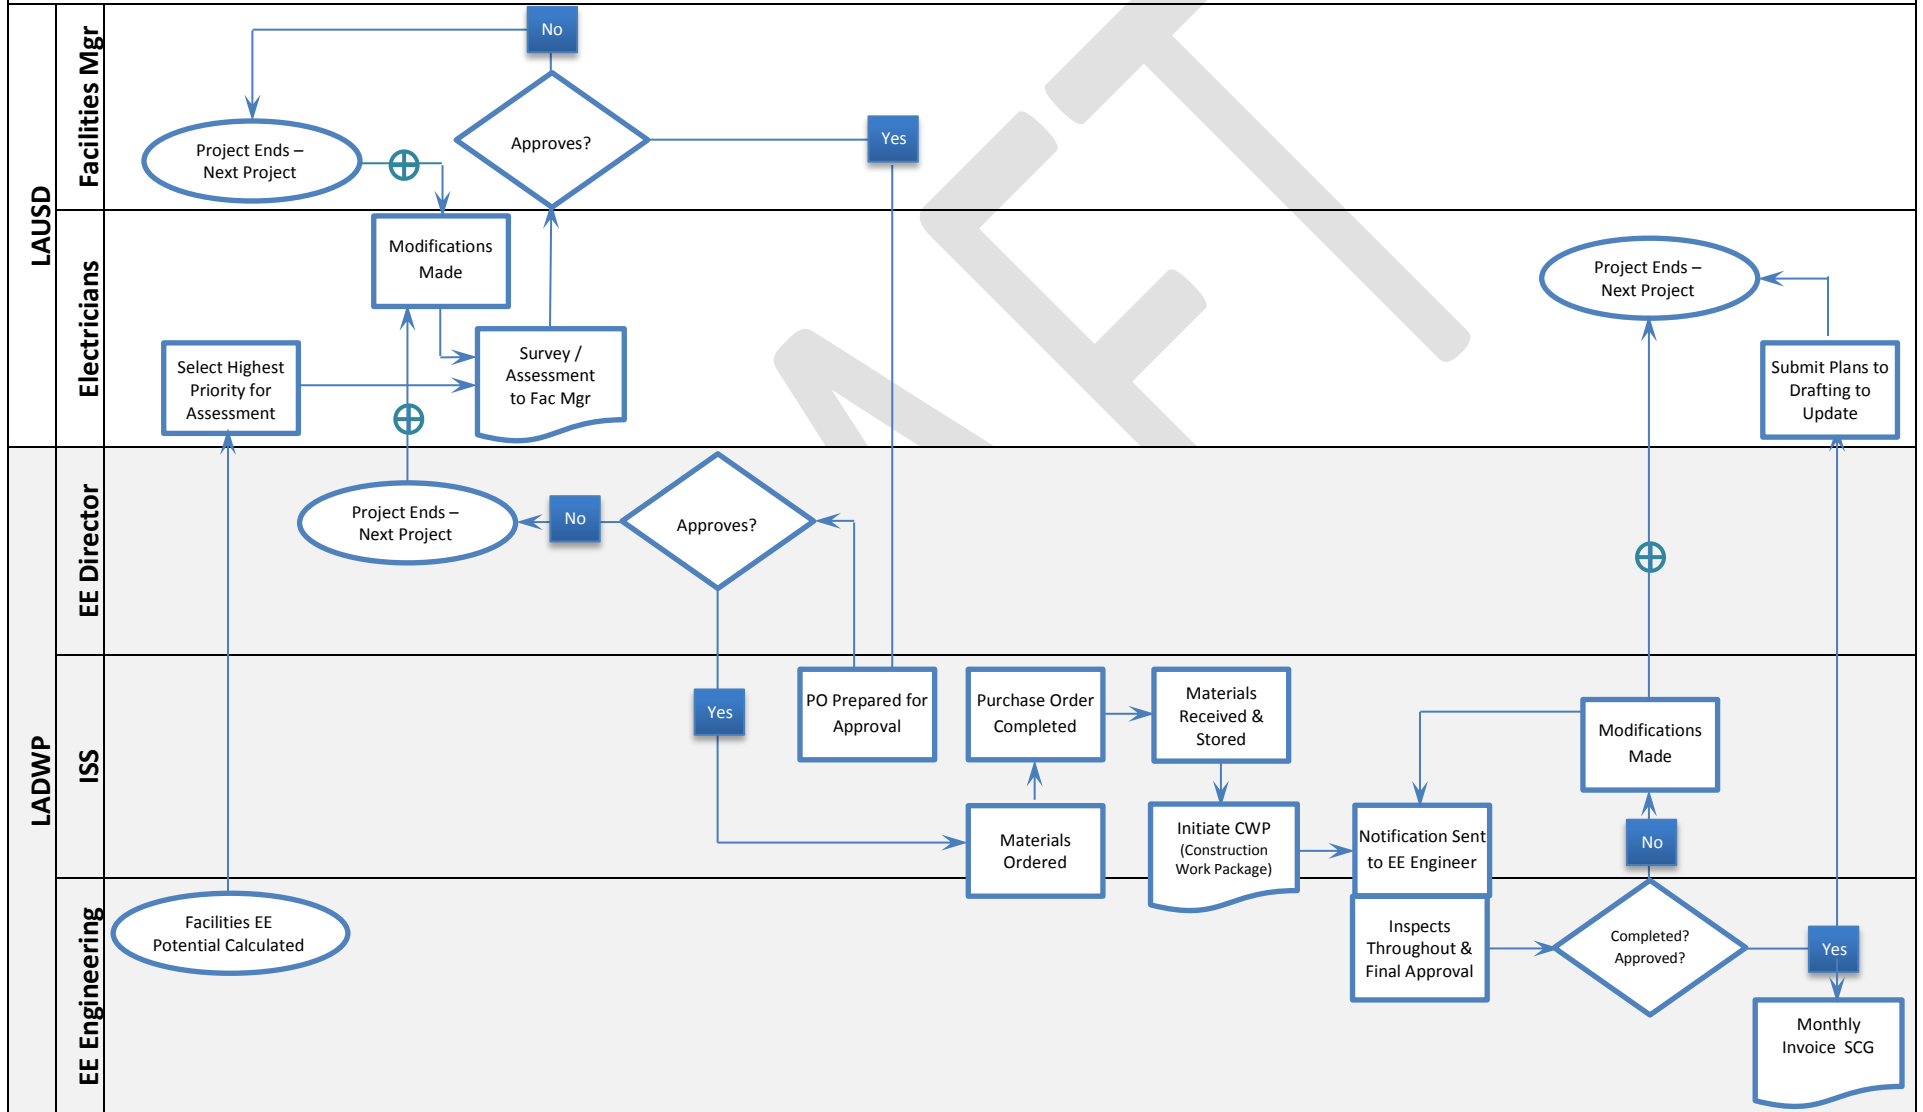 LAUSD
Facilities Mgr
No
Project Ends –
Next Project
Approves?
Yes
Electricians
Modifications
Made
Select Highest
Priority for
Assessment
Survey /
Assessment
to Fac Mgr
Project Ends –
Next Project
Submit Plans to
Drafting to
Update
LADWP
EE Director
Project Ends –
Next Project
No
Approves?
ISS
Yes
PO Prepared for
Approval
Purchase Order
Completed
Materials
Received &
Stored
Modifications
Made
Materials
Ordered
Initiate CWP
(Construction
Work Package)
Notification Sent
to EE Engineer
No
EE Engineering
Facilities EE
Potential Calculated
Inspects
Throughout &
Final Approval
Completed?
Approved?
Yes
Monthly
Invoice SCG